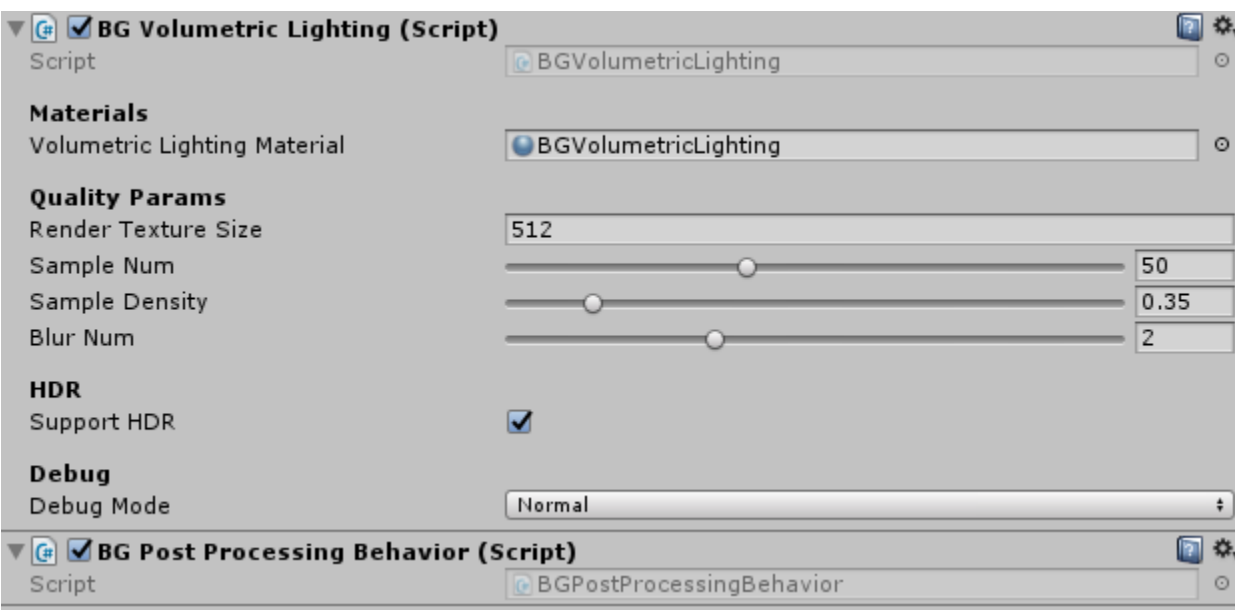 BG Volumetric Lighting (Script)
Script BGVolumetricLighting
Materials
Volumetric Lighting Material BGVolumetricLighting
Quality Params
Render Texture Size 512
Sample Num 50
Sample Density 0.35
Blur Num 2
HDR
Support HDR
Debug
Debug Mode Normal
BG Post Processing Behavior (Script)
Script BGPostProcessingBehavior